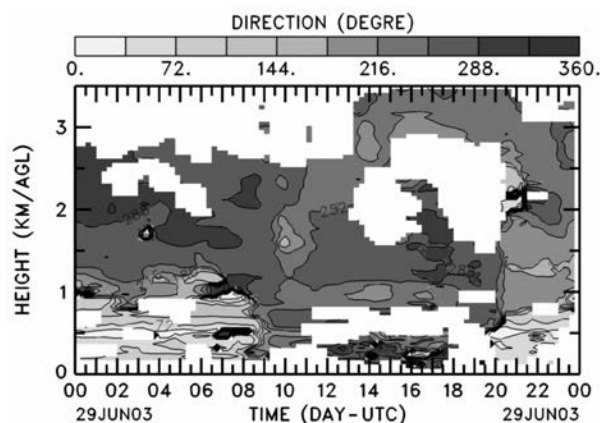 DIRECTION (DEGRE)
0. 72. 144. 216. 288. 360.
HEIGHT (KM/AGL)
3
2
1
0
288
252
00 02 04 06 08 10 12 14 16 18 20 22 00
29JUN03 TIME (DAY-UTC) 29JUN03